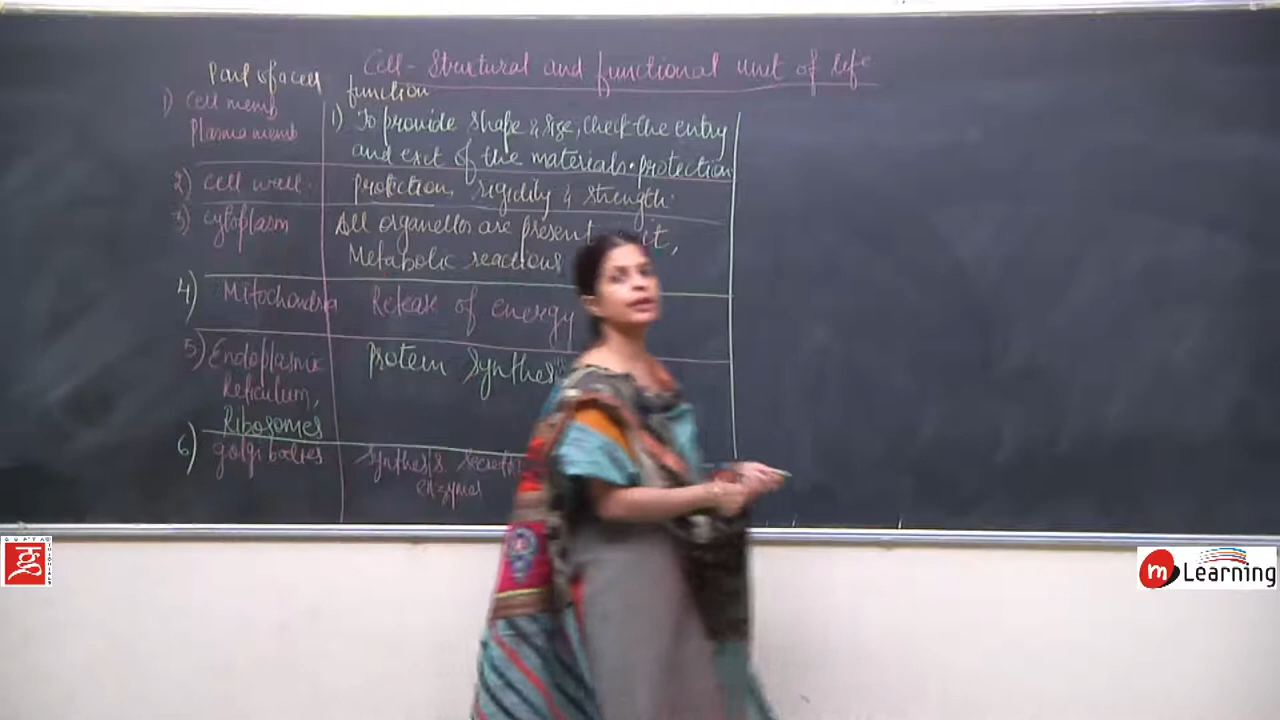 Cell - Structural and functional unit of life
Part of a cell
function
1) Cell memb
Plasma memb
1) To provide shape & size, check the entry
and exit of the materials. protection
2) Cell wall.
protection, rigidity & strength.
3) Cytoplasm
All organelles are present it,
Metabolic reactions
4) Mitochondria
Release of energy
5) Endoplasmic
Reticulum,
Ribosomes
protein synthes
6) golgi bodies
Synthesis
enzymes
GUPTA
TUTORIALS
m Learning